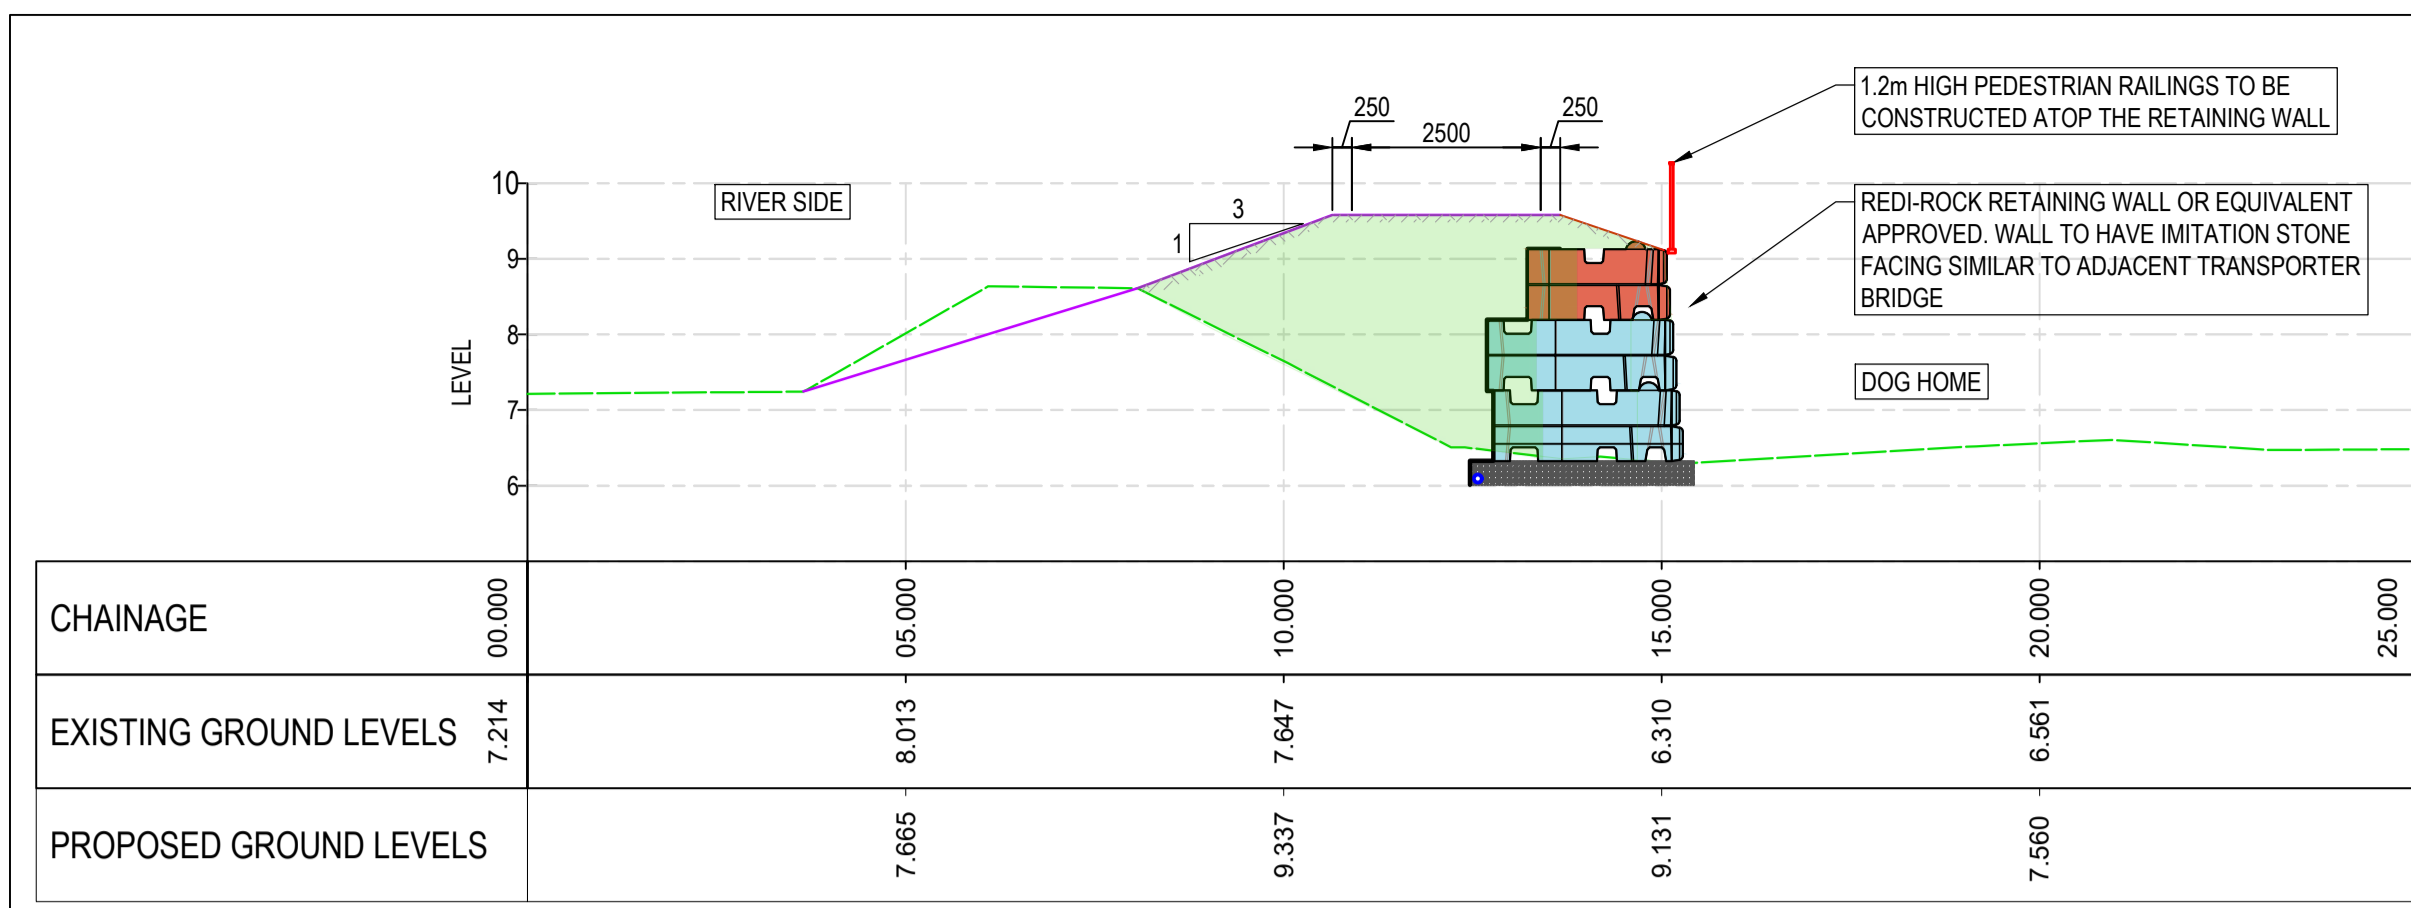 1.2m HIGH PEDESTRIAN RAILINGS TO BE
CONSTRUCTED ATOP THE RETAINING WALL
250
2500
250
RIVER SIDE
3
1
REDI-ROCK RETAINING WALL OR EQUIVALENT
APPROVED. WALL TO HAVE IMITATION STONE
FACING SIMILAR TO ADJACENT TRANSPORTER
BRIDGE
DOG HOME
LEVEL
10
9
8
7
6
CHAINAGE
00.000
05.000
10.000
15.000
20.000
25.000
EXISTING GROUND LEVELS
7.214
8.013
7.647
6.310
6.561
PROPOSED GROUND LEVELS
7.665
9.337
9.131
7.560